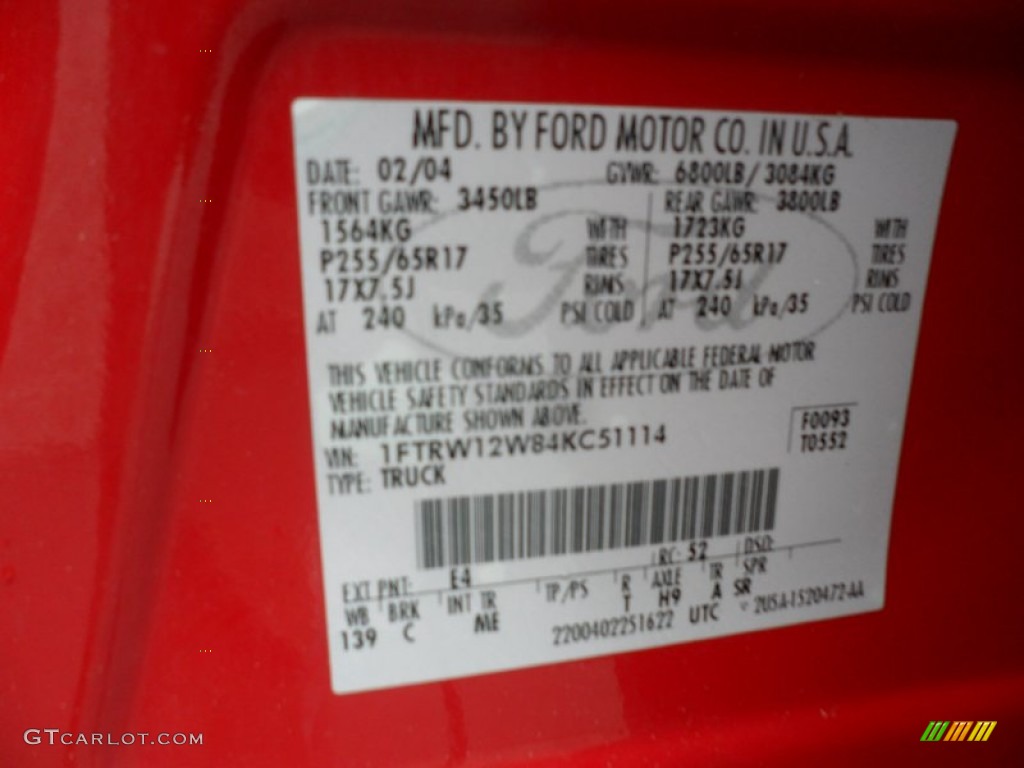 MFD. BY FORD MOTOR CO. IN U.S.A.
DATE: 02/04 GVWR: 6800LB/3084KG
FRONT GAWR: 3450LB REAR GAWR: 3800LB
1564KG WITH 1723KG WITH
P255/65R17 TIRES P255/65R17 TIRES
17X7.5J RIMS 17X7.5J RIMS
AT 240 kPa/35 PSI COLD AT 240 kPa/35 PSI COLD
Ford
THIS VEHICLE CONFORMS TO ALL APPLICABLE FEDERAL MOTOR
VEHICLE SAFETY STANDARDS IN EFFECT ON THE DATE OF
MANUFACTURE SHOWN ABOVE.
VIN: 1FTRW12W84KC51114 F0093
TYPE: TRUCK T0552
EXT PNT: E4 RC: 52 DSO:
WB BRK INT TR TP/PS R AXLE TR SPR
139 C ME T H9 A SR
2200402251622 UTC 2U5A-1520472-AA
GTCARLOT.COM